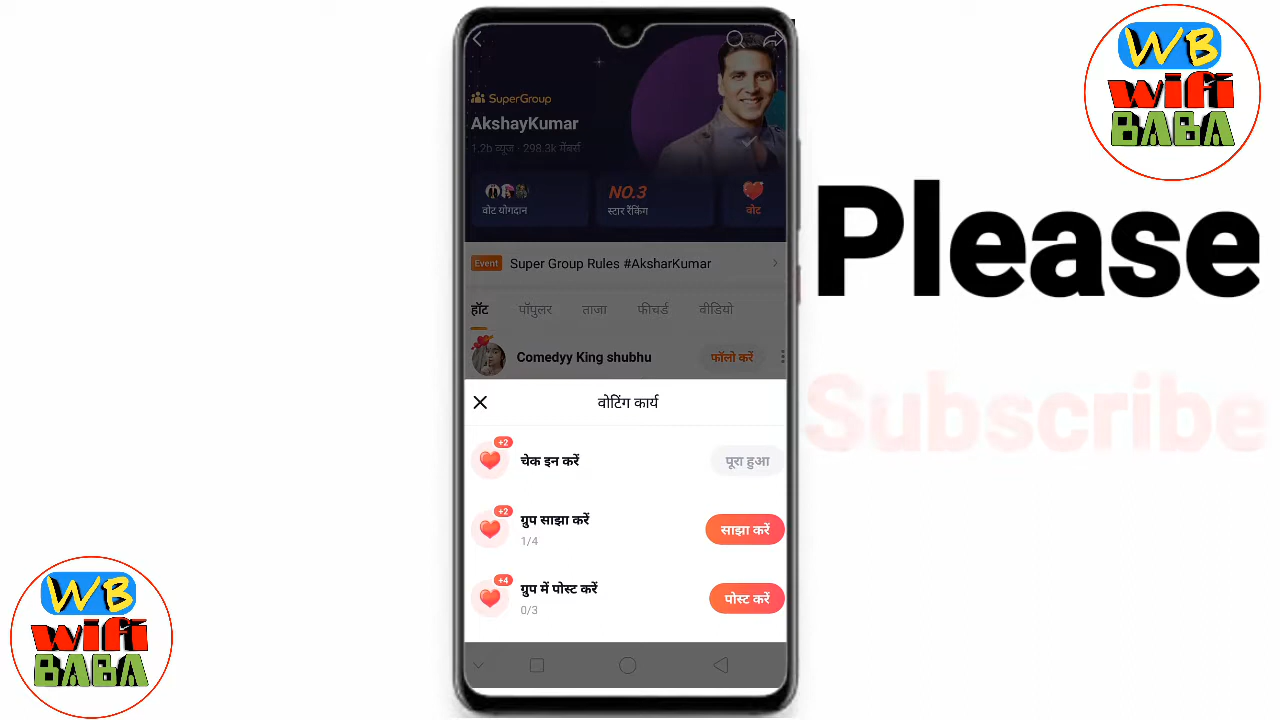 SuperGroup
AkshayKumar
1.2b व्यूज · 298.3k मेंबर्स
वोट योगदान
NO.3
स्टार रैंकिंग
वोट
Event Super Group Rules #AksharKumar
हॉट पॉपुलर ताजा फीचर्ड वीडियो
Comedyy King shubhu फॉलो करें
वोटिंग कार्य
+2
चेक इन करें पूरा हुआ
+2
ग्रुप साझा करें
1/4
साझा करें
+4
ग्रुप में पोस्ट करें
0/3
पोस्ट करें
WB
wifi
BABA
Please
Subscribe
WB
wifi
BABA